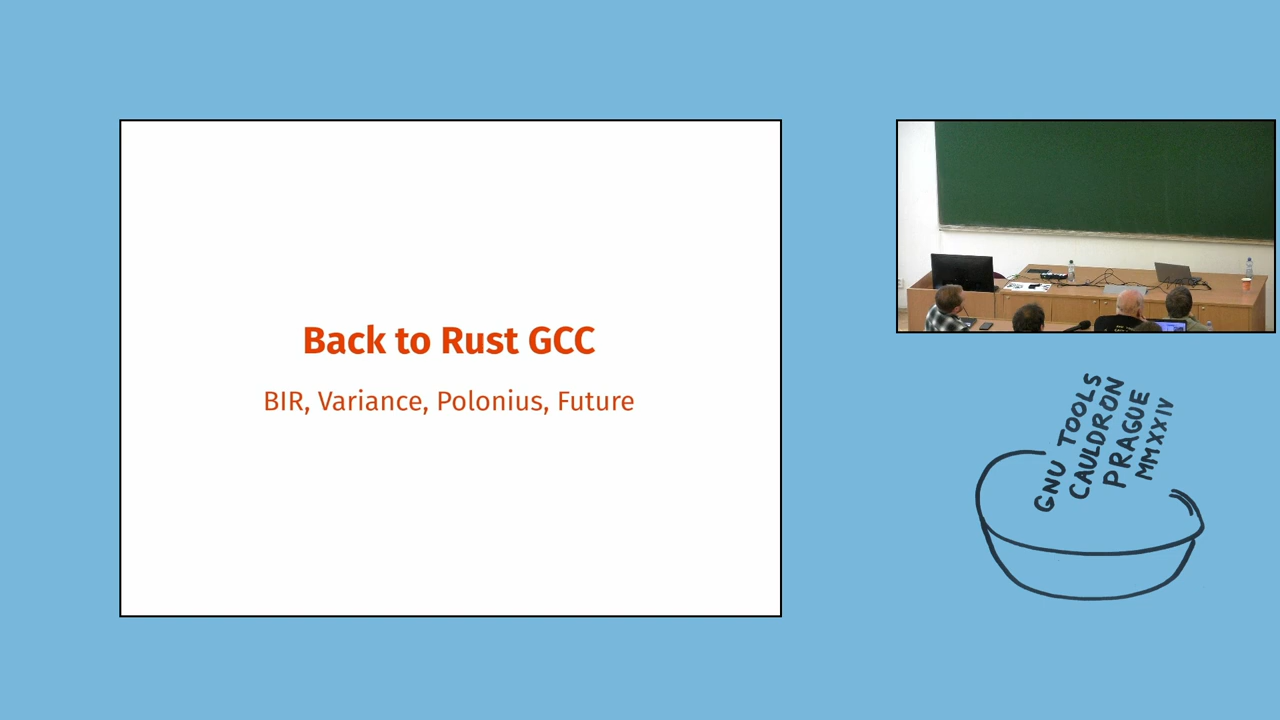 Back to Rust GCC
BIR, Variance, Polonius, Future
GNU TOOLS
CAULDRON
PRAGUE
MMXXIV